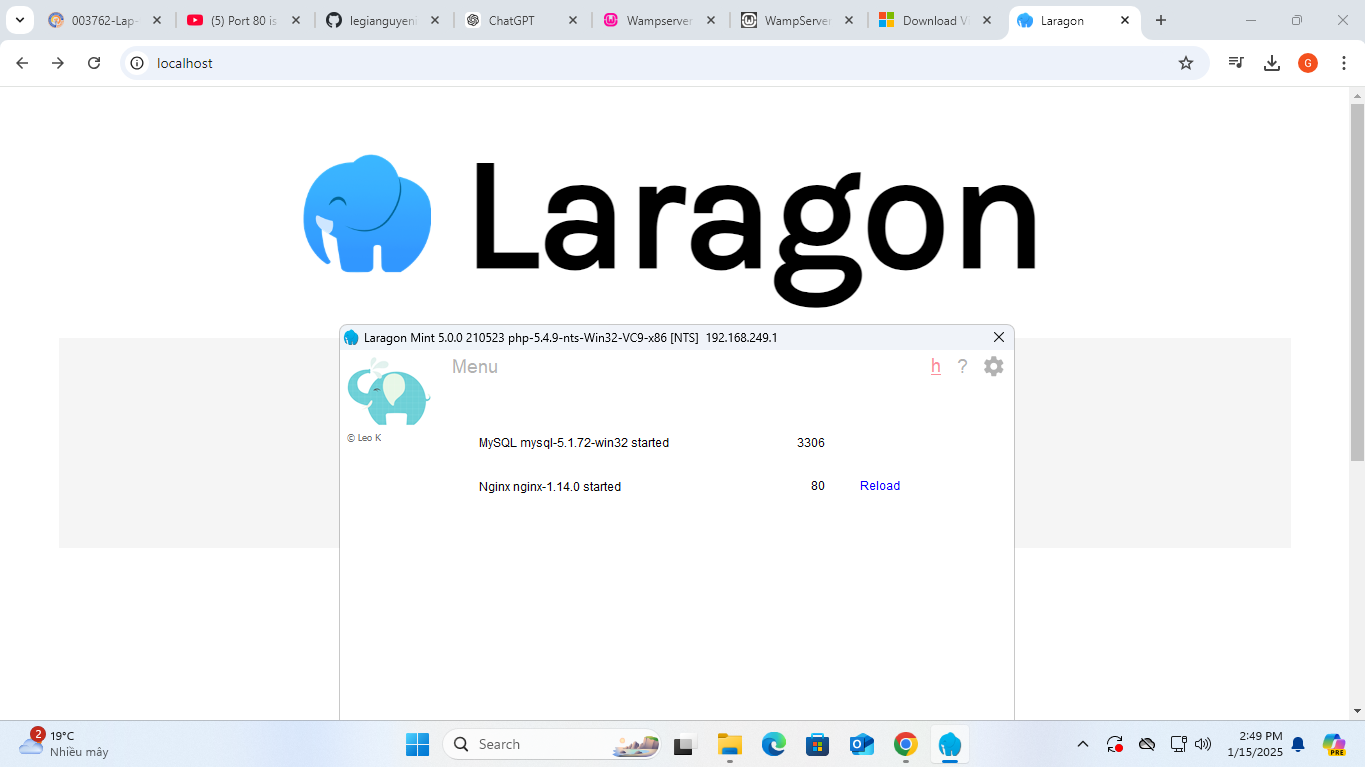 003762-Lap-
(5) Port 80 is
legianguyeni
ChatGPT
Wampserver
WampServer
Download V
Laragon
localhost
G
Laragon
Laragon Mint 5.0.0 210523 php-5.4.9-nts-Win32-VC9-x86 [NTS] 192.168.249.1
Menu
h ?
© Leo K
MySQL mysql-5.1.72-win32 started 3306
Nginx nginx-1.14.0 started 80 Reload
2
19°C
Nhiều mây
Search
2:49 PM
1/15/2025
PRE